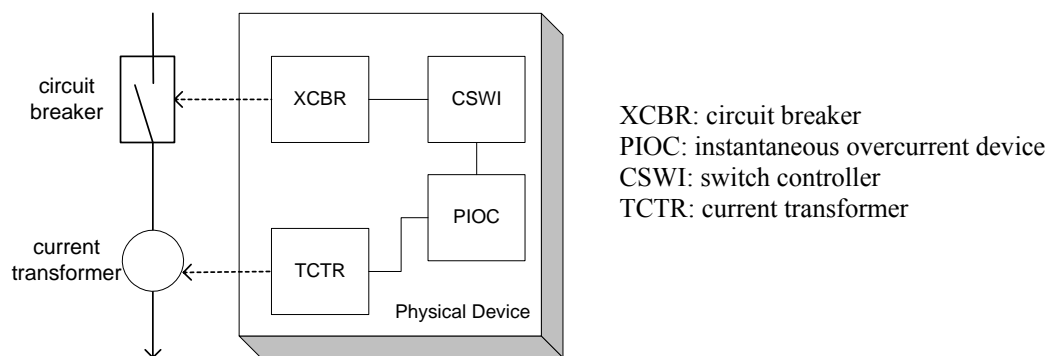 circuit
breaker
current
transformer
XCBR
CSWI
PIOC
TCTR
Physical Device
XCBR: circuit breaker
PIOC: instantaneous overcurrent device
CSWI: switch controller
TCTR: current transformer